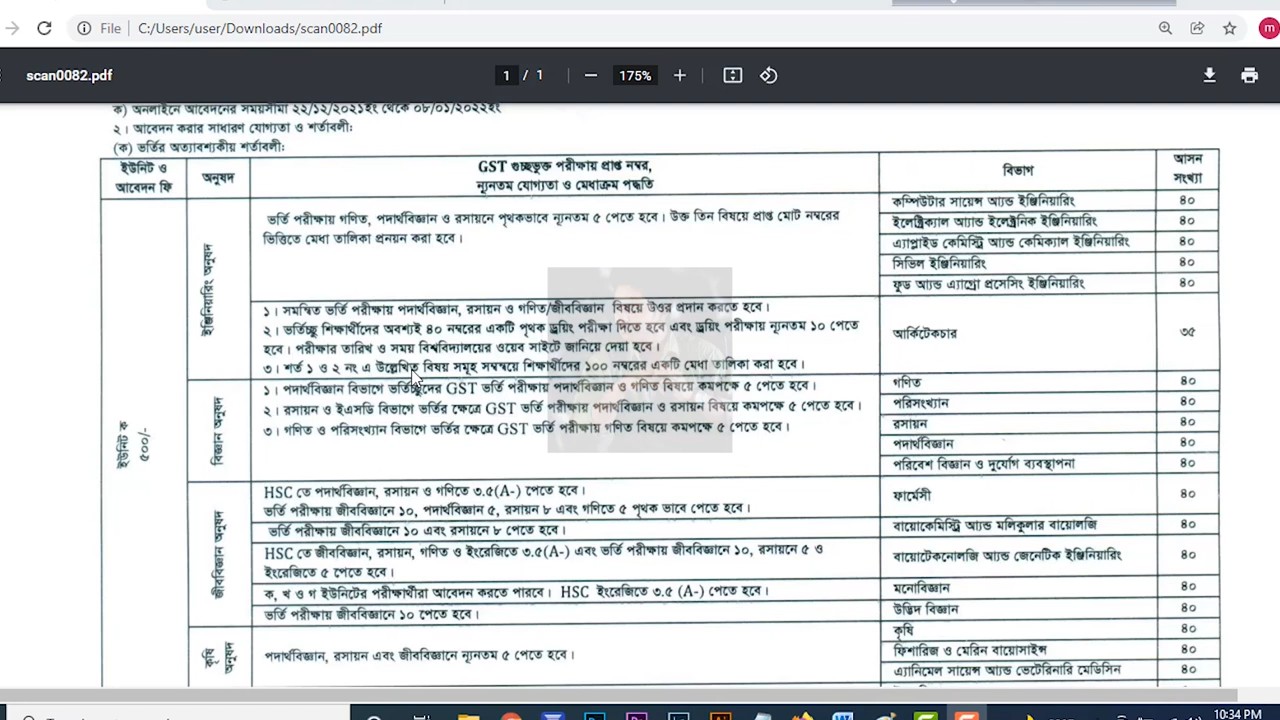 File C:/Users/user/Downloads/scan0082.pdf
m
scan0082.pdf
1 / 1
175%
ক) অনলাইনে আবেদনের সময়সীমা ২২/১২/২০২১ইং থেকে ০৮/০১/২০২২ইং
২। আবেদন করার সাধারণ যোগ্যতা ও শর্তাবলী:
(ক) ভর্তির অত্যাবশ্যকীয় শর্তাবলী:
ইউনিট ও
আবেদন ফি
অনুষদ
GST গুচ্ছভুক্ত পরীক্ষায় প্রাপ্ত নম্বর,
ন্যূনতম যোগ্যতা ও মেধাক্রম পদ্ধতি
বিভাগ
আসন
সংখ্যা
ইউনিট ক
৫০০/-
ইঞ্জিনিয়ারিং অনুষদ
ভর্তি পরীক্ষায় গণিত, পদার্থবিজ্ঞান ও রসায়নে পৃথকভাবে ন্যূনতম ৫ পেতে হবে। উক্ত তিন বিষয়ে প্রাপ্ত মোট নম্বরের
ভিত্তিতে মেধা তালিকা প্রনয়ন করা হবে।
কম্পিউটার সায়েন্স আ্যন্ড ইঞ্জিনিয়ারিং ৪০
ইলেক্ট্রিক্যাল আ্যান্ড ইলেক্ট্রনিক ইঞ্জিনিয়ারিং ৪০
এ্যাপ্লাইড কেমিস্ট্রি আ্যন্ড কেমিক্যাল ইঞ্জিনিয়ারিং ৪০
সিভিল ইঞ্জিনিয়ারিং ৪০
ফুড আ্যন্ড এ্যাগ্রো প্রসেসিং ইঞ্জিনিয়ারিং ৪০
১। সমন্বিত ভর্তি পরীক্ষায় পদার্থবিজ্ঞান, রসায়ন ও গণিত/জীববিজ্ঞান বিষয়ে উত্তর প্রদান করতে হবে।
২। ভর্তিচ্ছু শিক্ষার্থীদের অবশ্যই ৪০ নম্বরের একটি পৃথক ড্রয়িং পরীক্ষা দিতে হবে এবং ড্রয়িং পরীক্ষায় ন্যূনতম ১০ পেতে
হবে। পরীক্ষার তারিখ ও সময় বিশ্ববিদ্যালয়ের ওয়েব সাইটে জানিয়ে দেয়া হবে।
৩। শর্ত ১ ও ২ নং এ উল্লেখিত বিষয় সমূহ সমন্বয়ে শিক্ষার্থীদের ১০০ নম্বরের একটি মেধা তালিকা করা হবে।
আর্কিটেকচার ৩৫
বিজ্ঞান অনুষদ
১। পদার্থবিজ্ঞান বিভাগে ভর্তিচ্ছুদের GST ভর্তি পরীক্ষায় পদার্থবিজ্ঞান ও গণিত বিষয়ে কমপক্ষে ৫ পেতে হবে।
২। রসায়ন ও ইএসডি বিভাগে ভর্তির ক্ষেত্রে GST ভর্তি পরীক্ষায় পদার্থবিজ্ঞান ও রসায়ন বিষয়ে কমপক্ষে ৫ পেতে হবে।
৩। গণিত ও পরিসংখ্যান বিভাগে ভর্তির ক্ষেত্রে GST ভর্তি পরীক্ষায় গণিত বিষয়ে কমপক্ষে ৫ পেতে হবে।
গণিত ৪০
পরিসংখ্যান ৪০
রসায়ন ৪০
পদার্থবিজ্ঞান ৪০
পরিবেশ বিজ্ঞান ও দুর্যোগ ব্যবস্থাপনা ৪০
জীববিজ্ঞান অনুষদ
HSC তে পদার্থবিজ্ঞান, রসায়ন ও গণিতে ৩.৫(A-) পেতে হবে।
ভর্তি পরীক্ষায় জীববিজ্ঞানে ১০, পদার্থবিজ্ঞান ৫, রসায়ন ৮ এবং গণিতে ৫ পৃথক ভাবে পেতে হবে।
ফার্মেসী ৪০
ভর্তি পরীক্ষায় জীববিজ্ঞানে ১০ এবং রসায়নে ৮ পেতে হবে।
বায়োকেমিস্ট্রি আ্যন্ড মলিকুলার বায়োলজি ৪০
HSC তে জীববিজ্ঞান, রসায়ন, গণিত ও ইংরেজিতে ৩.৫(A-) এবং ভর্তি পরীক্ষায় জীববিজ্ঞানে ১০, রসায়নে ৫ ও
ইংরেজিতে ৫ পেতে হবে।
বায়োটেকনোলজি আ্যন্ড জেনেটিক ইঞ্জিনিয়ারিং ৪০
ক, খ ও গ ইউনিটের পরীক্ষার্থীরা আবেদন করতে পারবে। HSC ইংরেজিতে ৩.৫ (A-) পেতে হবে।
মনোবিজ্ঞান ৪০
ভর্তি পরীক্ষায় জীববিজ্ঞানে ১০ পেতে হবে।
উদ্ভিদ বিজ্ঞান ৪০
কৃষি অনুষদ
পদার্থবিজ্ঞান, রসায়ন এবং জীববিজ্ঞানে ন্যূনতম ৫ পেতে হবে।
কৃষি ৪০
ফিশারিজ ও মেরিন বায়োসাইন্স ৪০
এ্যানিমেল সায়েন্স আ্যন্ড ভেটেরিনারি মেডিসিন ৪০
10:34 PM